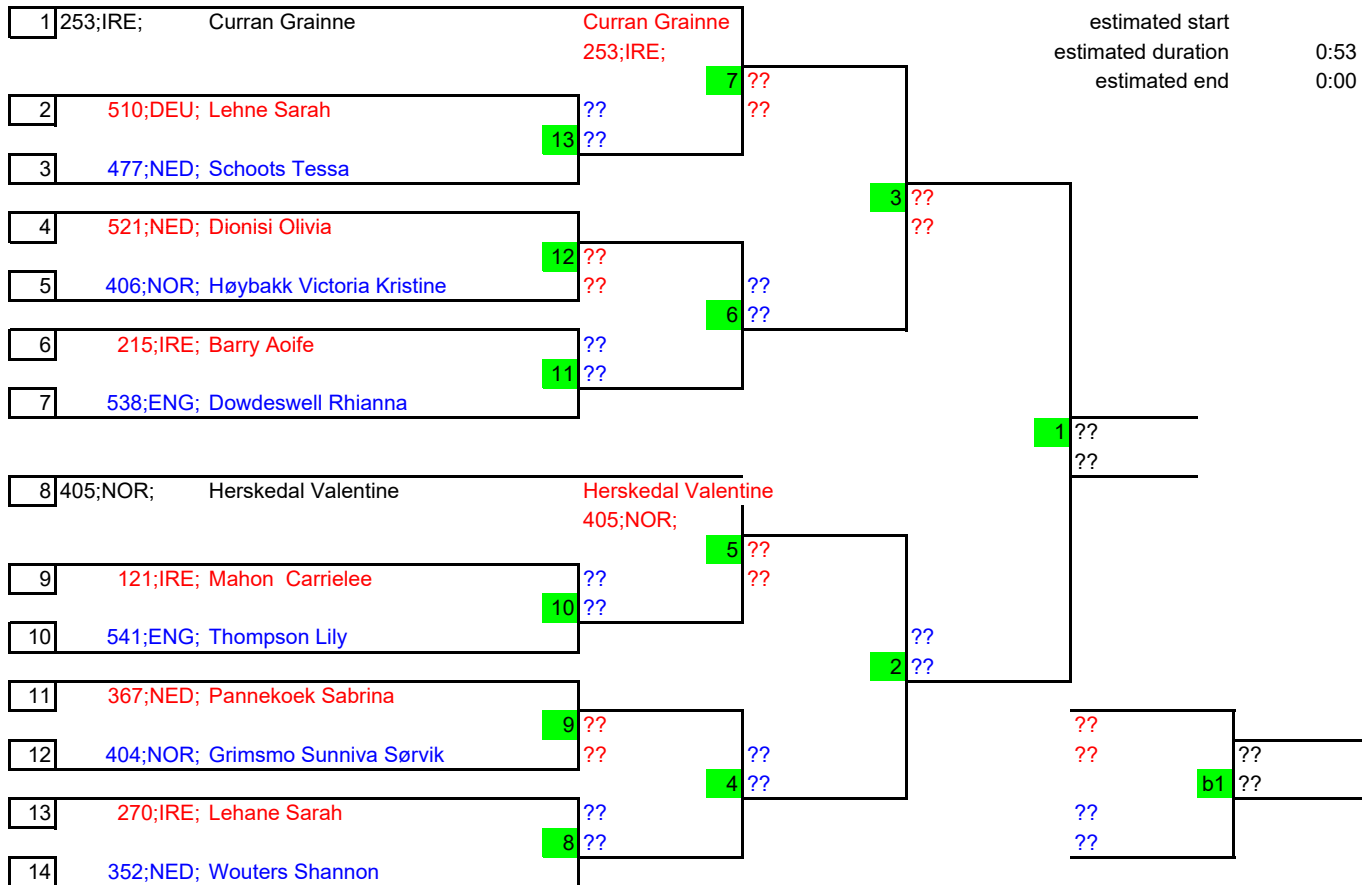 1 253;IRE; Curran Grainne Curran Grainne estimated start
253;IRE; estimated duration 0:53
7 ?? estimated end 0:00
2 510;DEU; Lehne Sarah ?? ??
13 ??
3 477;NED; Schoots Tessa
3 ??
4 521;NED; Dionisi Olivia ??
12 ??
5 406;NOR; Høybakk Victoria Kristine ?? ??
6 ??
6 215;IRE; Barry Aoife ??
11 ??
7 538;ENG; Dowdeswell Rhianna
1 ??
??
8 405;NOR; Herskedal Valentine Herskedal Valentine
405;NOR;
5 ??
9 121;IRE; Mahon Carrielee ?? ??
10 ??
10 541;ENG; Thompson Lily ??
2 ??
11 367;NED; Pannekoek Sabrina
9 ?? ??
12 404;NOR; Grimsmo Sunniva Sørvik ?? ?? ?? ??
4 ?? b1 ??
13 270;IRE; Lehane Sarah ?? ??
8 ?? ??
14 352;NED; Wouters Shannon